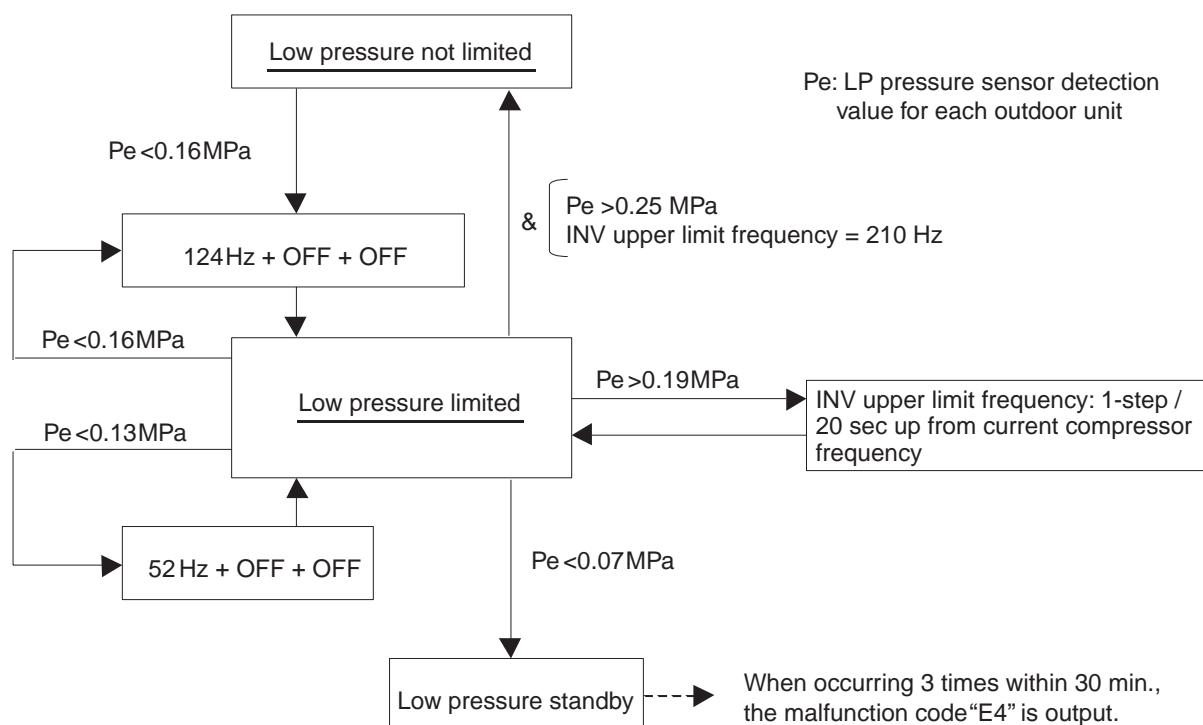 Low pressure not limited
Pe: LP pressure sensor detection
value for each outdoor unit
Pe<0.16MPa
&
Pe >0.25 MPa
INV upper limit frequency = 210 Hz
124Hz + OFF + OFF
Pe<0.16MPa
Low pressure limited
Pe>0.19MPa
INV upper limit frequency: 1-step /
20 sec up from current compressor
frequency
Pe<0.13MPa
52Hz + OFF + OFF
Pe<0.07MPa
Low pressure standby
When occurring 3 times within 30 min.,
the malfunction code“E4” is output.